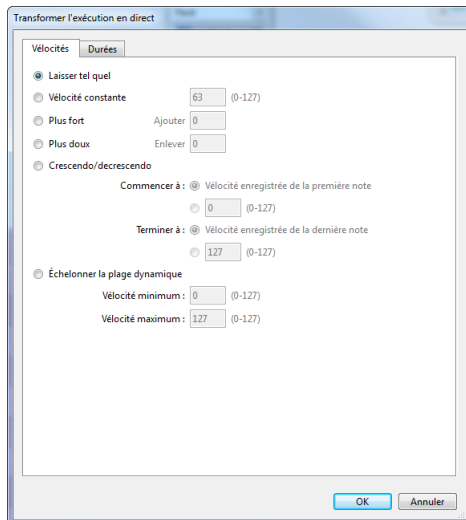 Transformer l'exécution en direct
Vélocités Durées
Laisser tel quel
Vélocité constante 63 (0-127)
Plus fort Ajouter 0
Plus doux Enlever 0
Crescendo/decrescendo
Commencer à : Vélocité enregistrée de la première note
0 (0-127)
Terminer à : Vélocité enregistrée de la dernière note
127 (0-127)
Échelonner la plage dynamique
Vélocité minimum : 0 (0-127)
Vélocité maximum : 127 (0-127)
OK Annuler